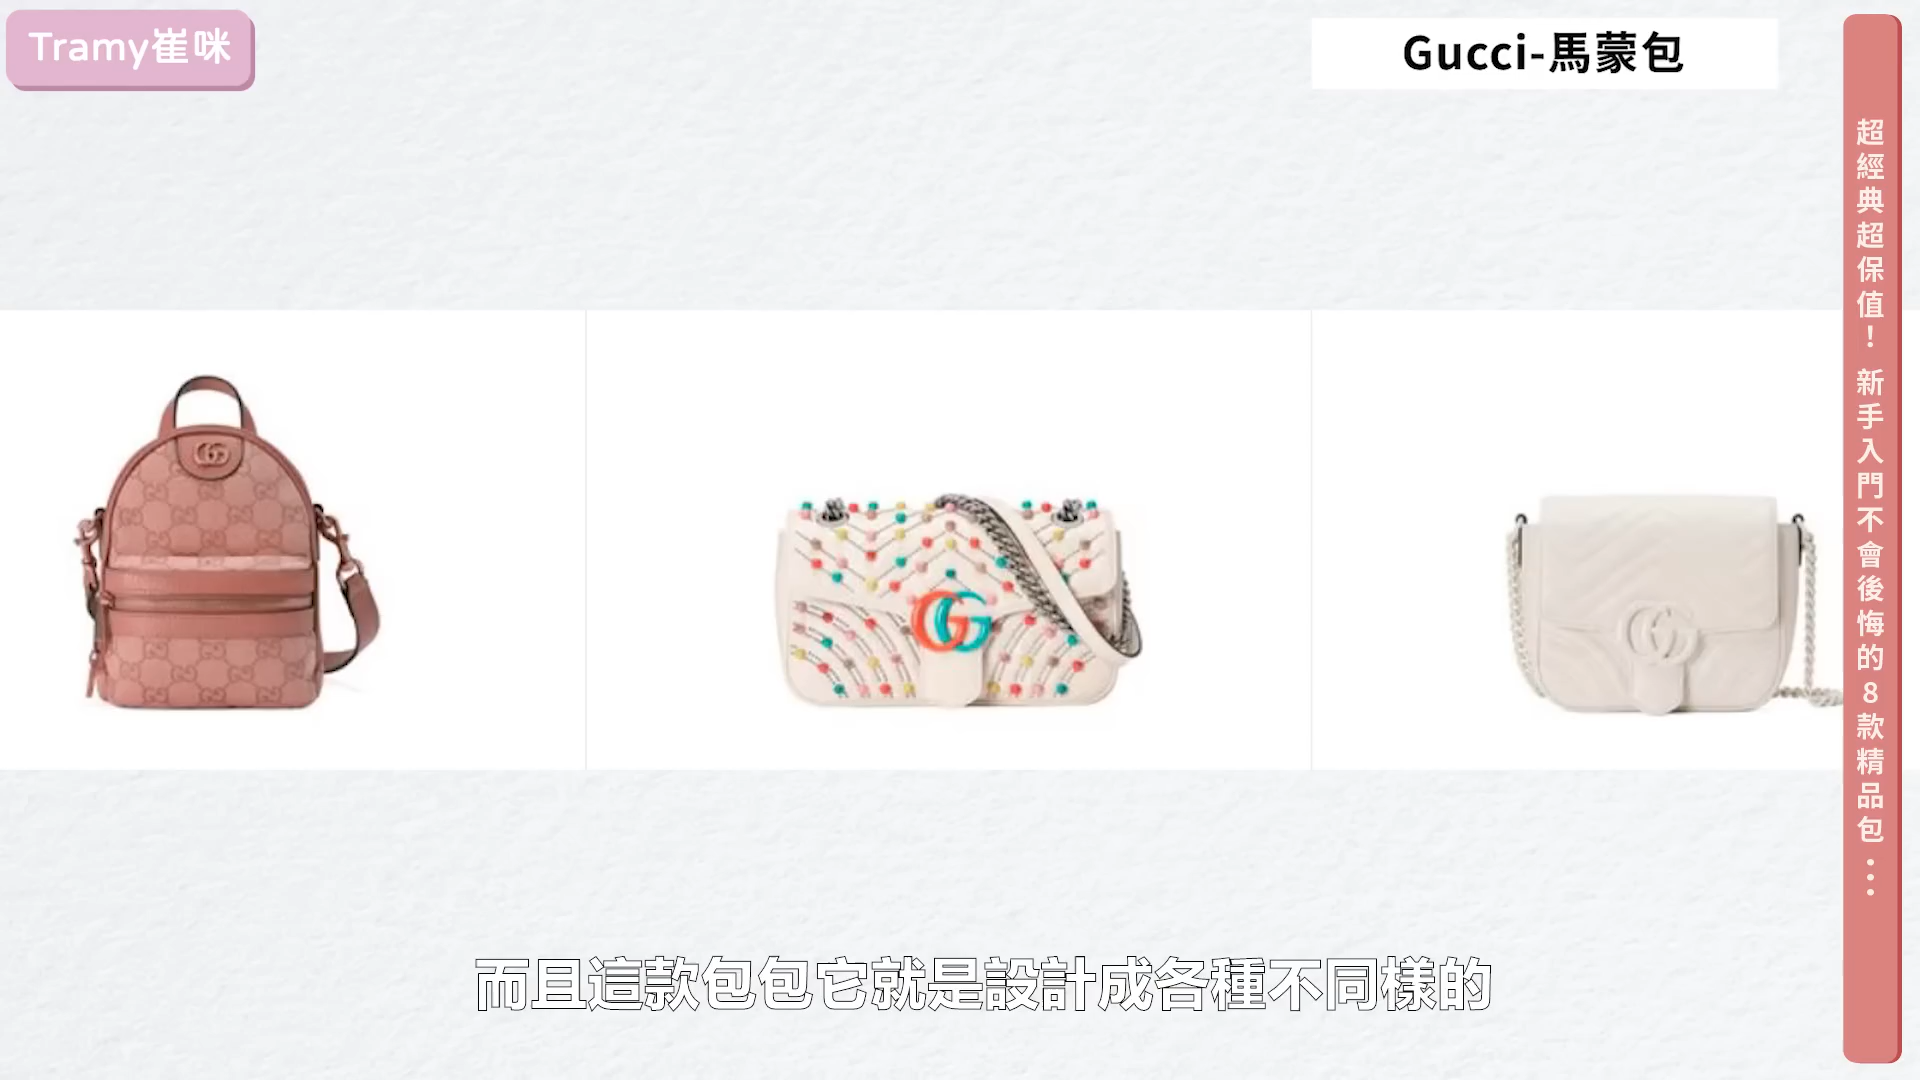 Tramy崔咪
Gucci-馬蒙包
超經典超保值！新手入門不會後悔的8款精品包...
GG
GG
而且這款包包它就是設計成各種不同樣的